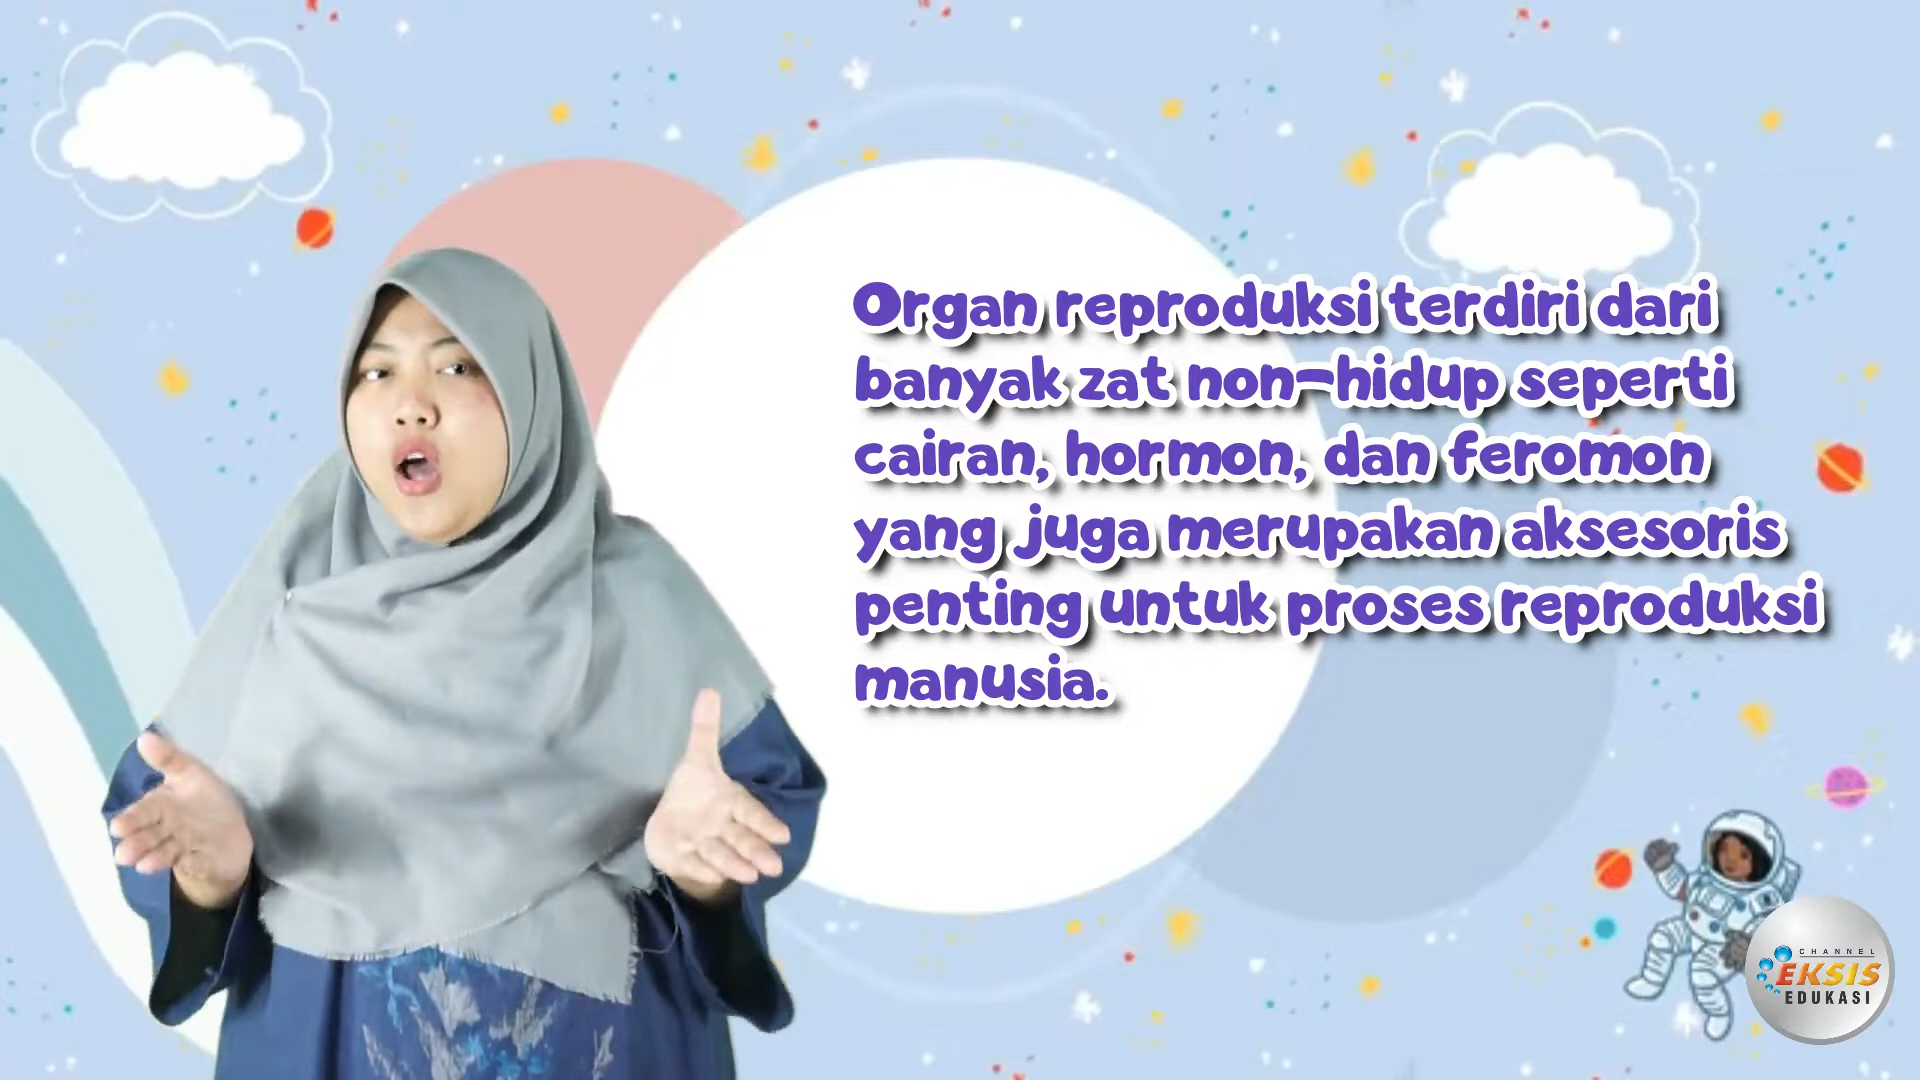 Organ reproduksi terdiri dari
banyak zat non-hidup seperti
cairan, hormon, dan feromon
yang juga merupakan aksesoris
penting untuk proses reproduksi
manusia.
CHANNEL
EKSIS
EDUKASI